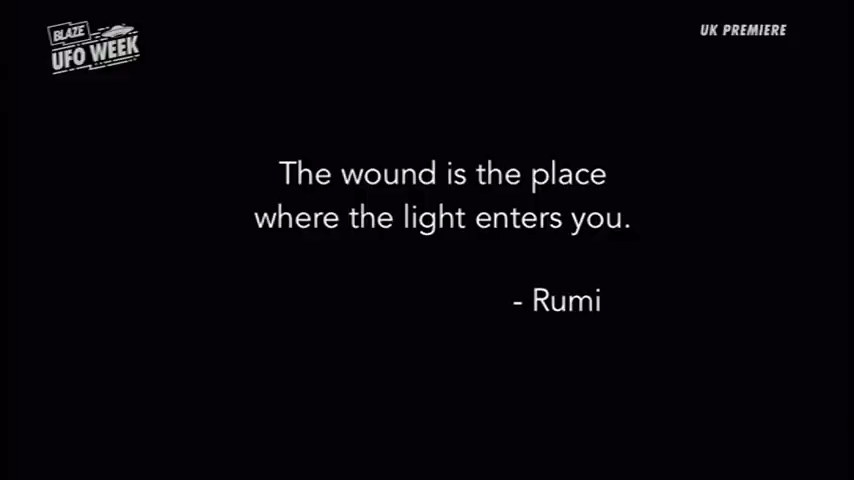 BLAZE
UFO WEEK
UK PREMIERE
The wound is the place
where the light enters you.
- Rumi